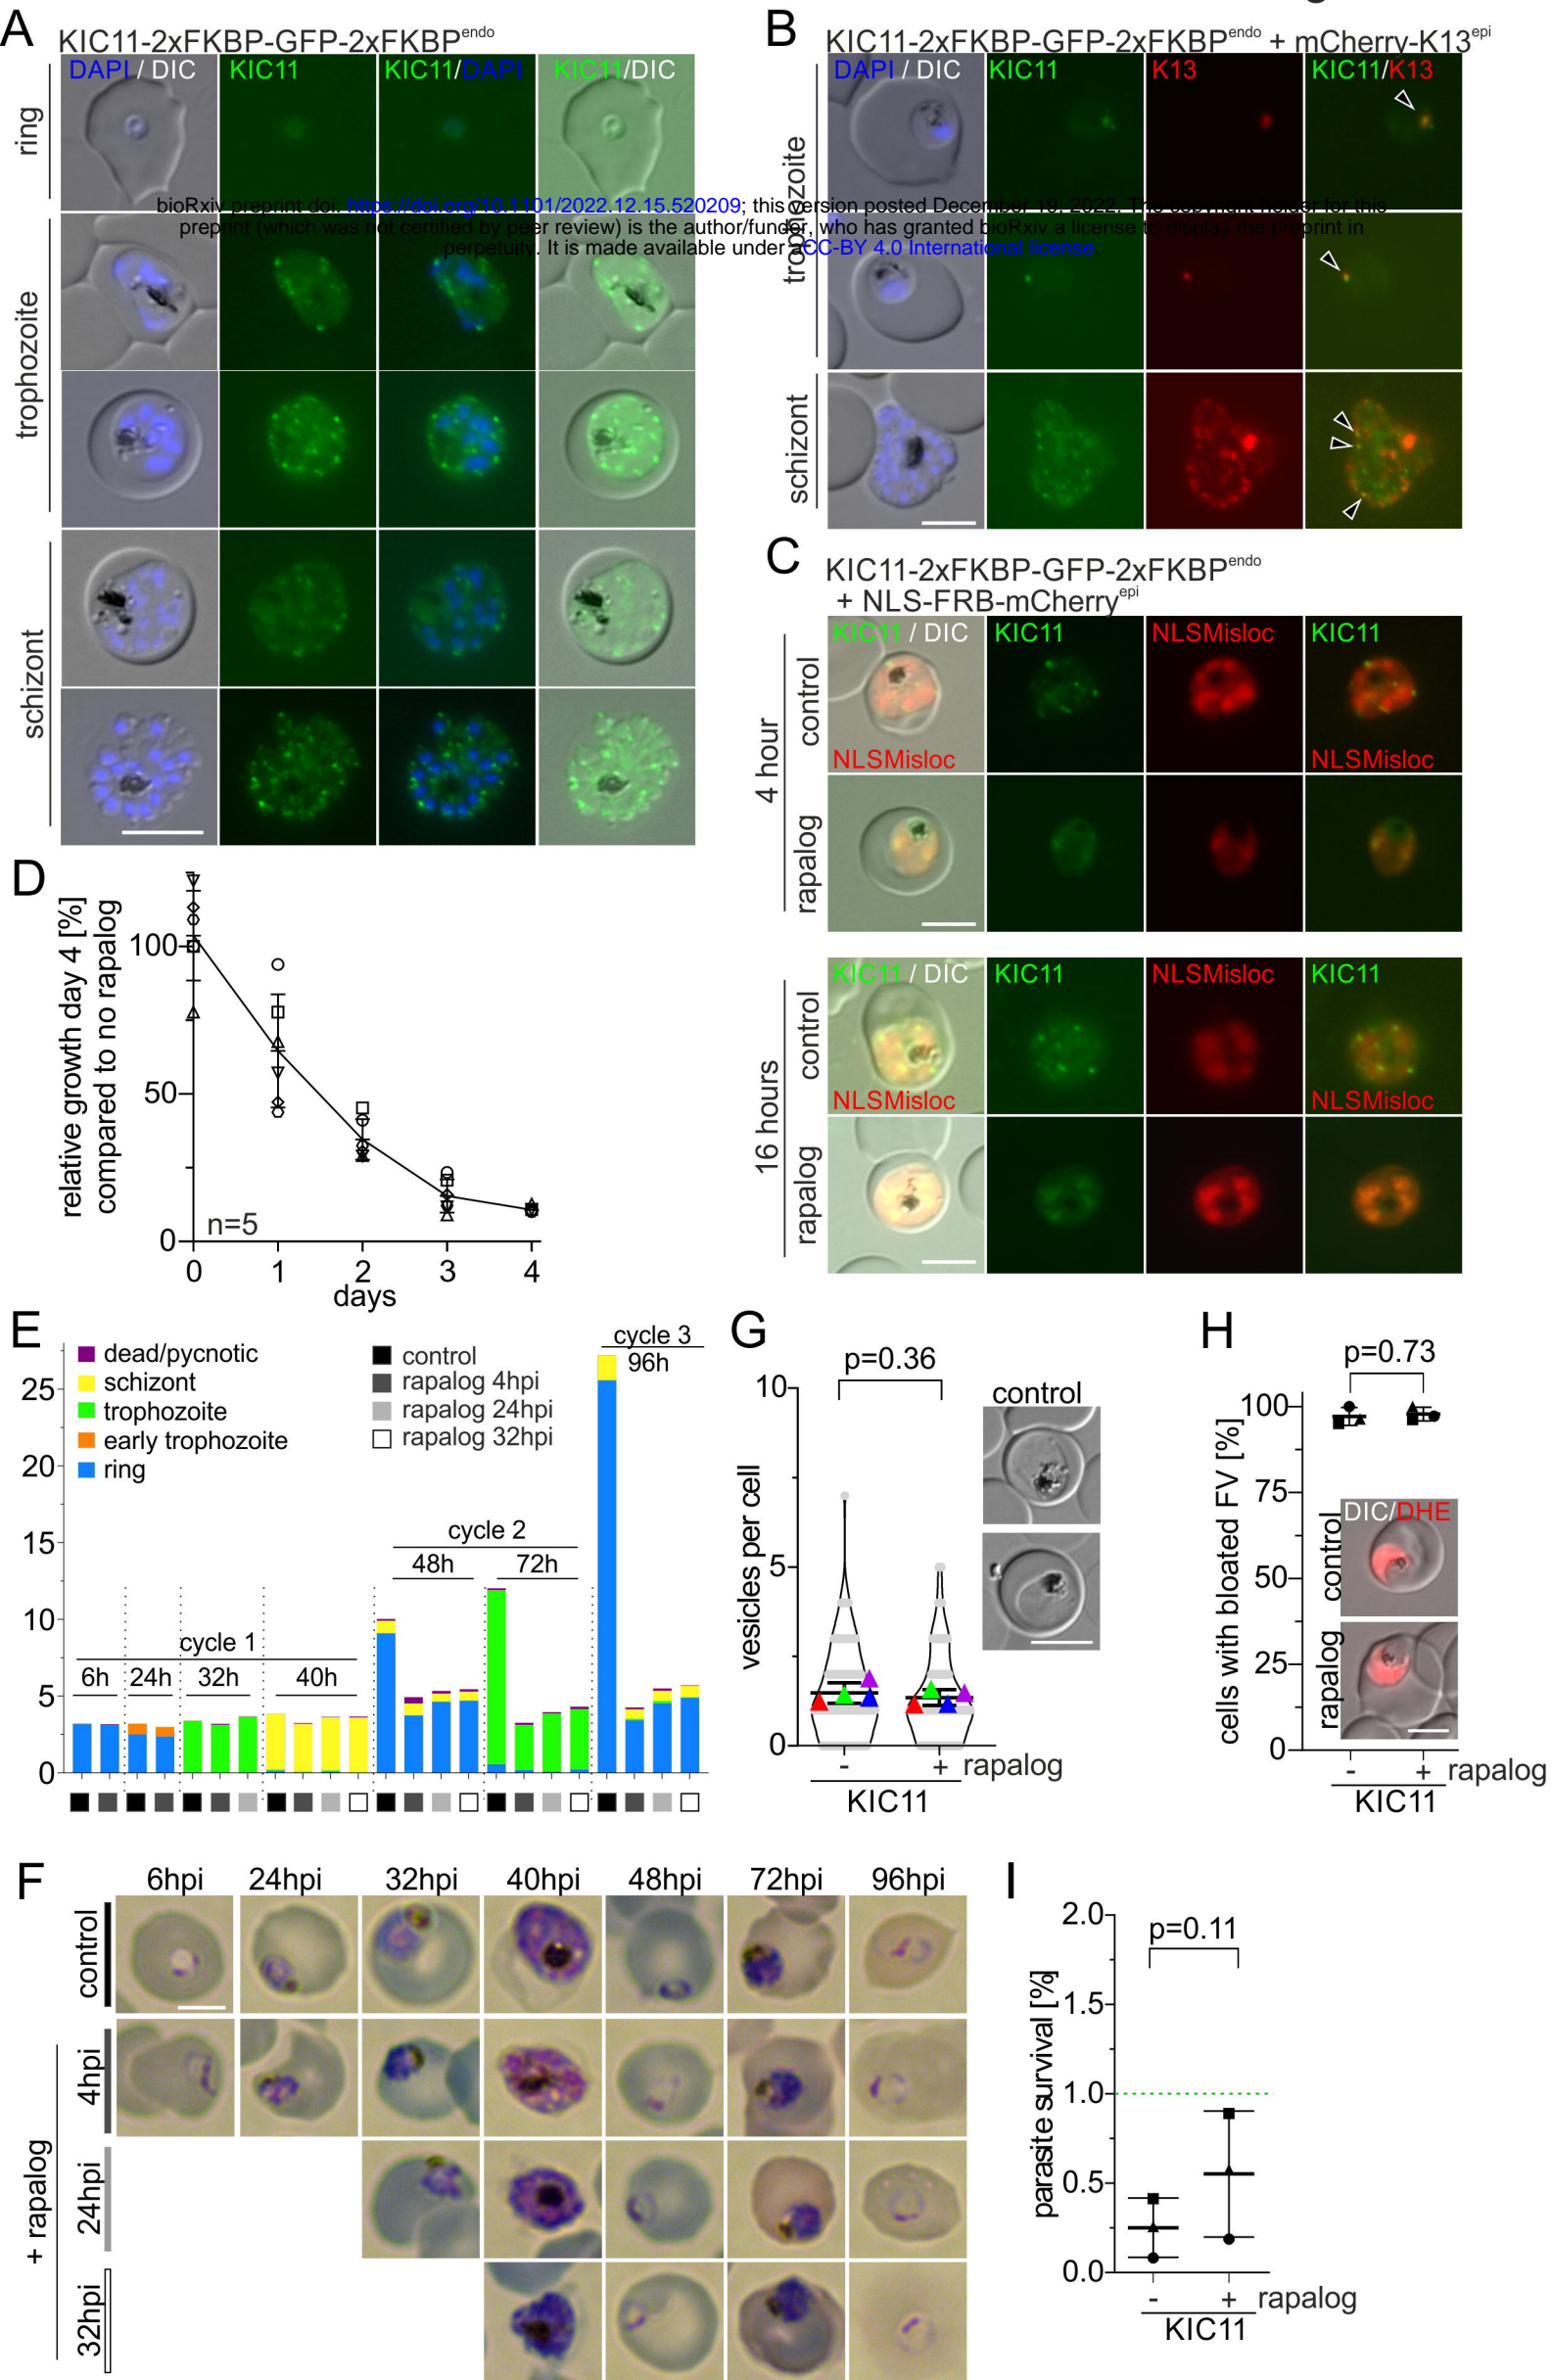 A
KIC11-2xFKBP-GFP-2xFKBPendo
DAPI / DIC
KIC11
KIC11/DAPI
KIC11/DIC
ring
trophozoite
schizont
B
KIC11-2xFKBP-GFP-2xFKBPendo + mCherry-K13epi
DAPI / DIC
KIC11
K13
KIC11/K13
trophozoite
schizont
bioRxiv preprint doi: https://doi.org/10.1101/2022.12.15.520209; this version posted December 19, 2022. The copyright holder for this
preprint (which was not certified by peer review) is the author/funder, who has granted bioRxiv a license to display the preprint in
perpetuity. It is made available under aCC-BY 4.0 International license.
C
KIC11-2xFKBP-GFP-2xFKBPendo
+ NLS-FRB-mCherryepi
KIC11 / DIC
KIC11
NLSMisloc
KIC11
NLSMisloc
NLSMisloc
4 hour
control
rapalog
KIC11 / DIC
KIC11
NLSMisloc
KIC11
NLSMisloc
NLSMisloc
16 hours
control
rapalog
D
relative growth day 4 [%]
compared to no rapalog
100
50
0
n=5
0 1 2 3 4
days
E
dead/pycnotic
schizont
trophozoite
early trophozoite
ring
control
rapalog 4hpi
rapalog 24hpi
rapalog 32hpi
25
20
15
10
5
0
cycle 1
6h 24h 32h 40h
cycle 2
48h 72h
cycle 3
96h
G
p=0.36
vesicles per cell
10
5
0
- + rapalog
KIC11
control
H
p=0.73
cells with bloated FV [%]
100
75
50
25
0
DIC/DHE
control
rapalog
- + rapalog
KIC11
F
6hpi 24hpi 32hpi 40hpi 48hpi 72hpi 96hpi
control
+ rapalog
4hpi
24hpi
32hpi
I
p=0.11
parasite survival [%]
2.0
1.5
1.0
0.5
0.0
- + rapalog
KIC11